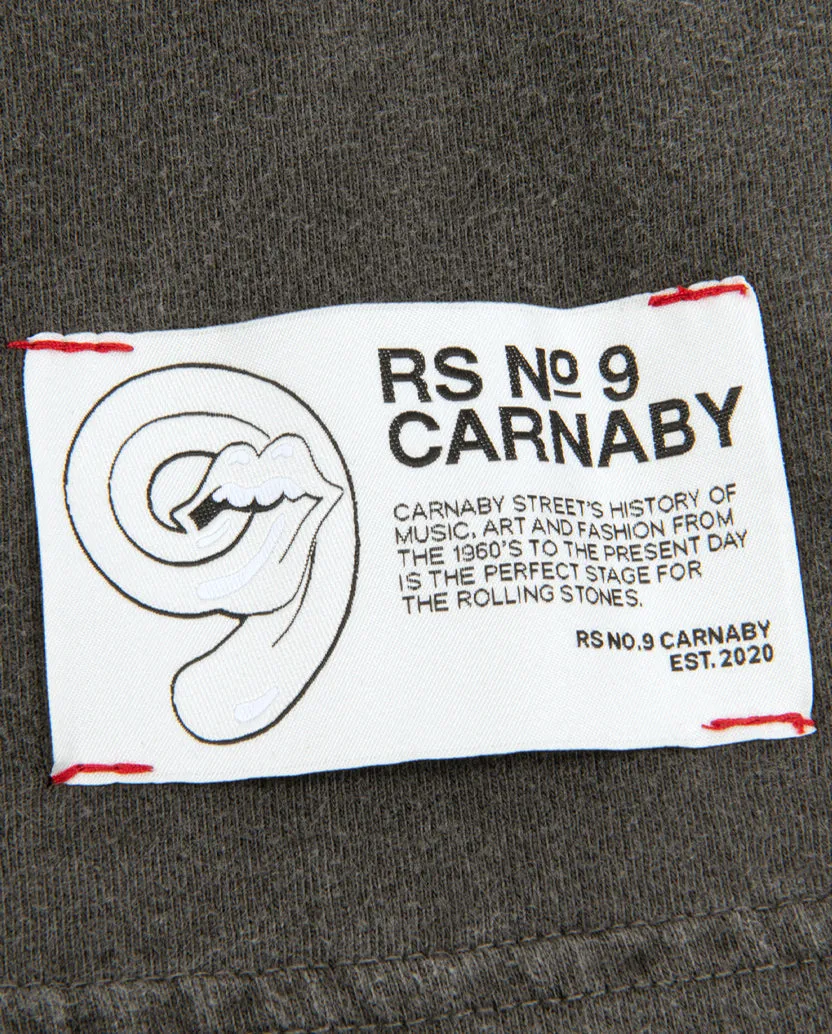 RS Nº 9
CARNABY
CARNABY STREET'S HISTORY OF
MUSIC, ART AND FASHION FROM
THE 1960'S TO THE PRESENT DAY
IS THE PERFECT STAGE FOR
THE ROLLING STONES.
RS NO.9 CARNABY
EST. 2020